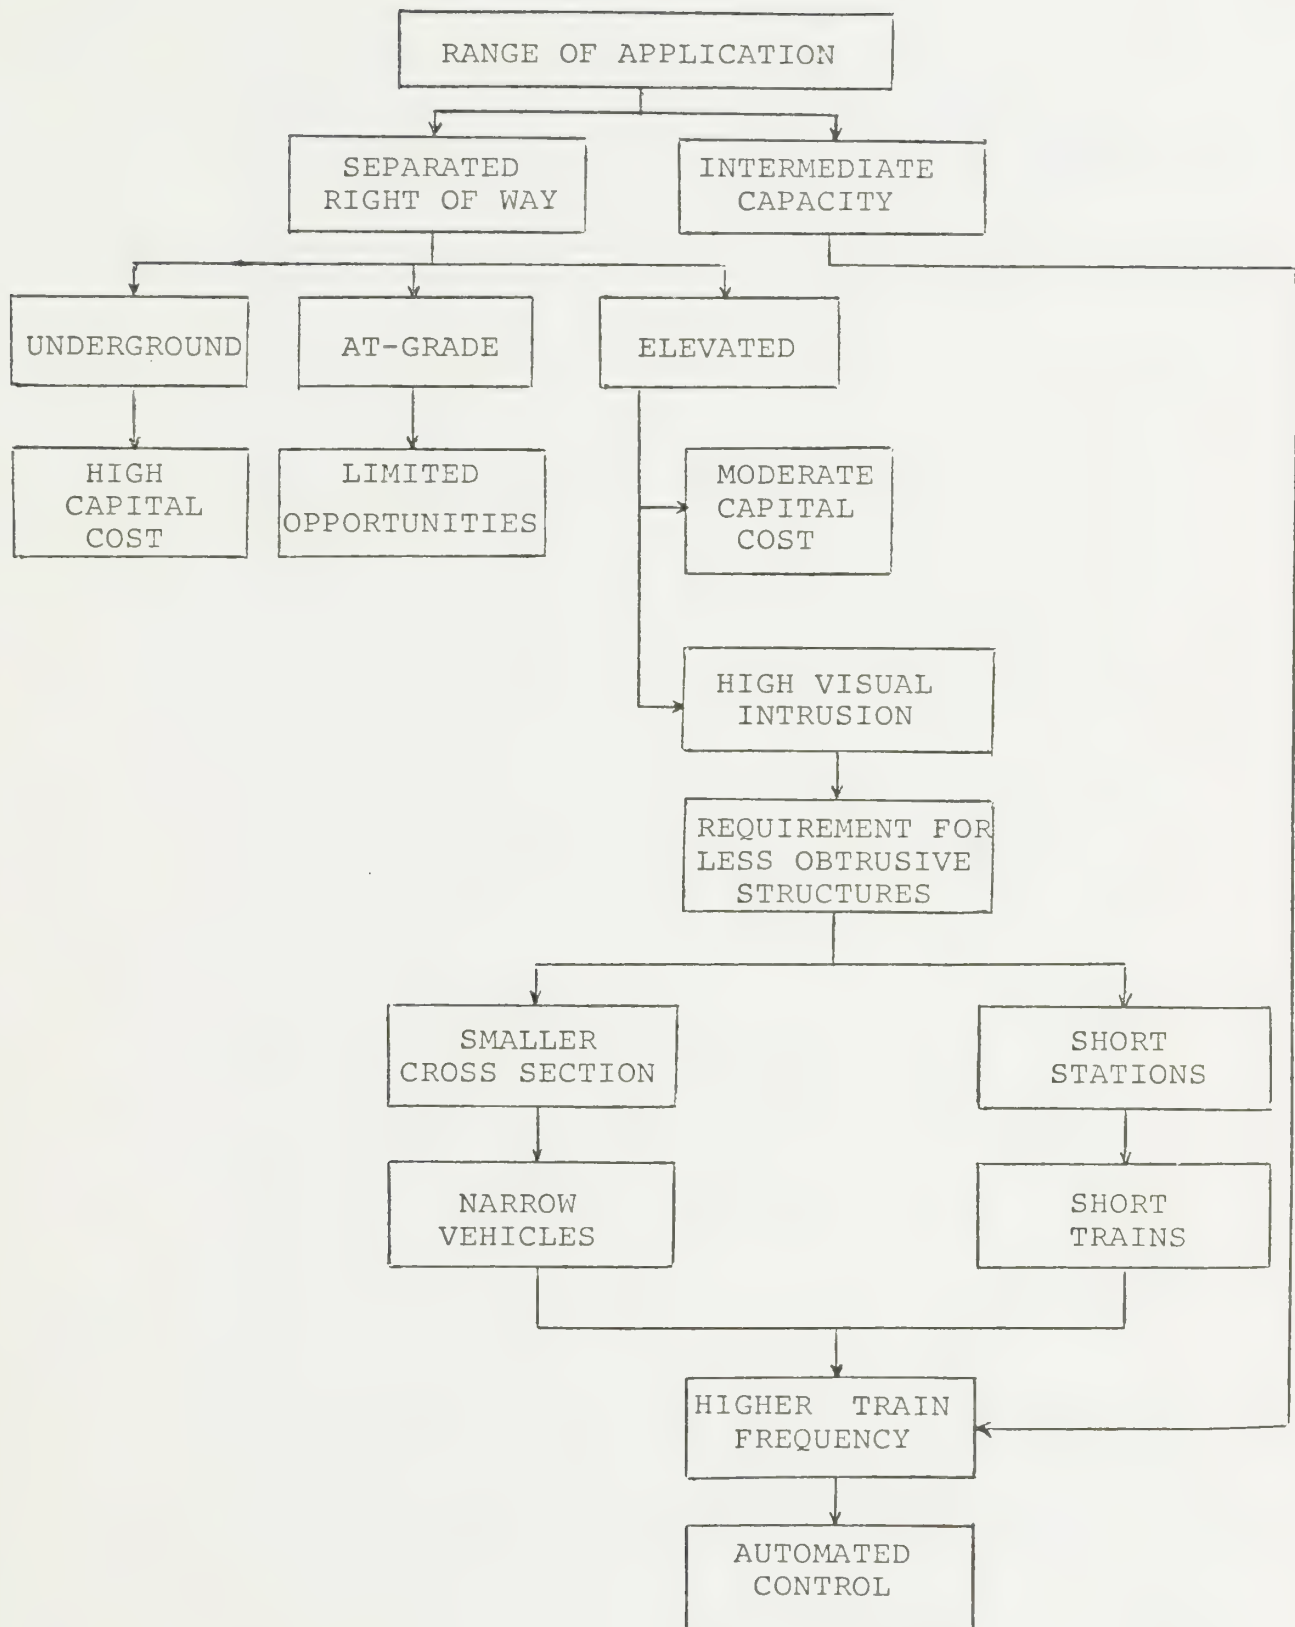 RANGE OF APPLICATION
SEPARATED
RIGHT OF WAY
INTERMEDIATE
CAPACITY
UNDERGROUND
AT-GRADE
ELEVATED
HIGH
CAPITAL
COST
LIMITED
OPPORTUNITIES
MODERATE
CAPITAL
COST
HIGH VISUAL
INTRUSION
REQUIREMENT FOR
LESS OBTRUSIVE
STRUCTURES
SMALLER
CROSS SECTION
SHORT
STATIONS
NARROW
VEHICLES
SHORT
TRAINS
HIGHER TRAIN
FREQUENCY
AUTOMATED
CONTROL